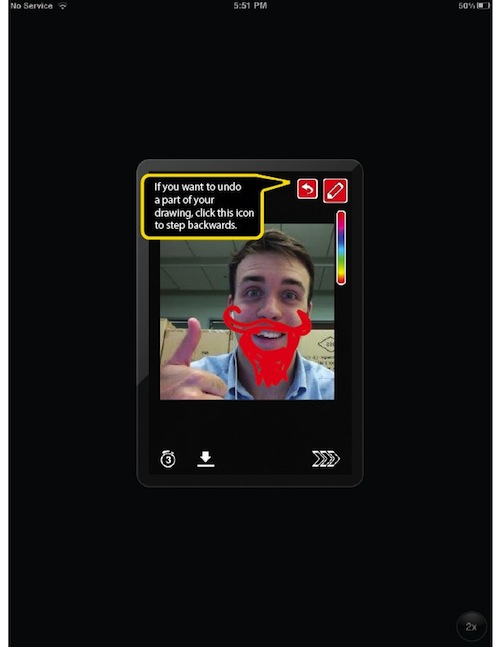 No Service 5:51 PM 50%
If you want to undo
a part of your
drawing, click this icon
to step backwards.
3
2x